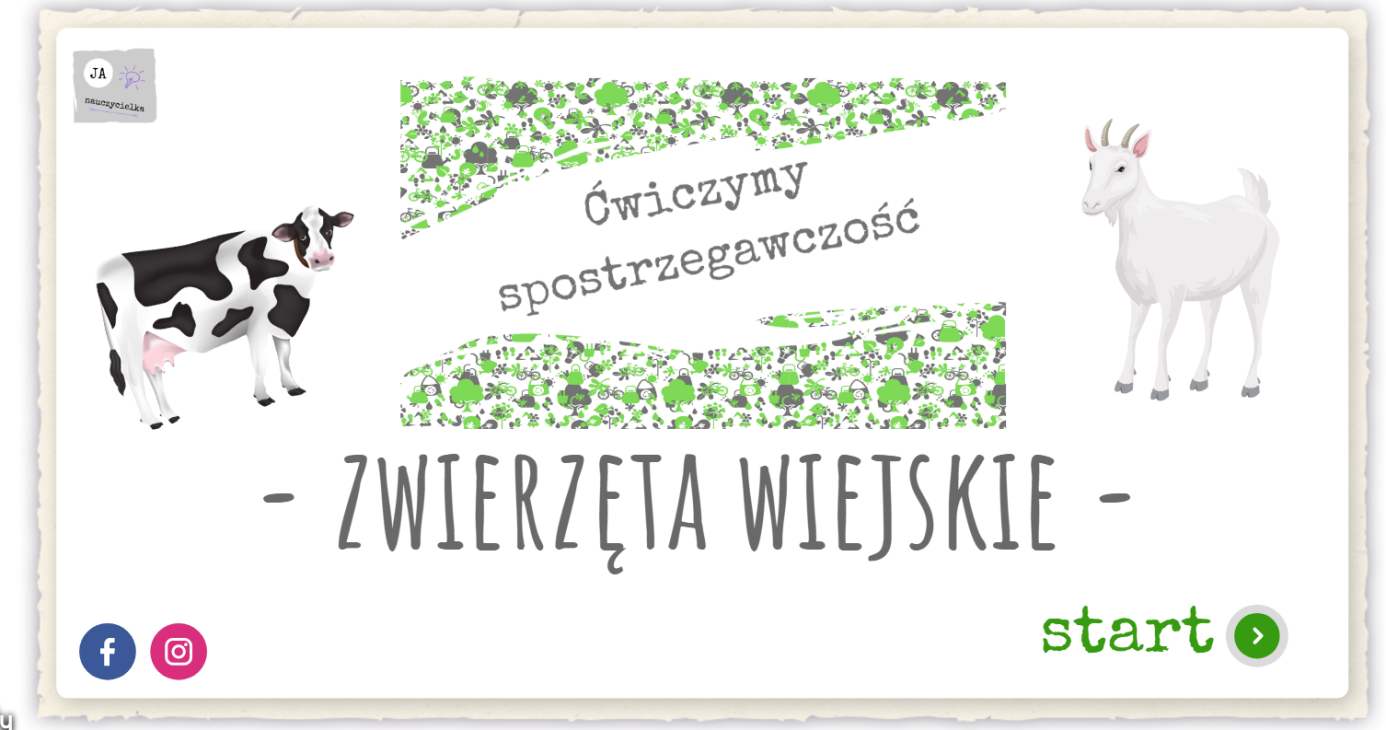 JA
nauczycielka
Ćwiczymy
spostrzegawczość
- ZWIERZĘTA WIEJSKIE -
start